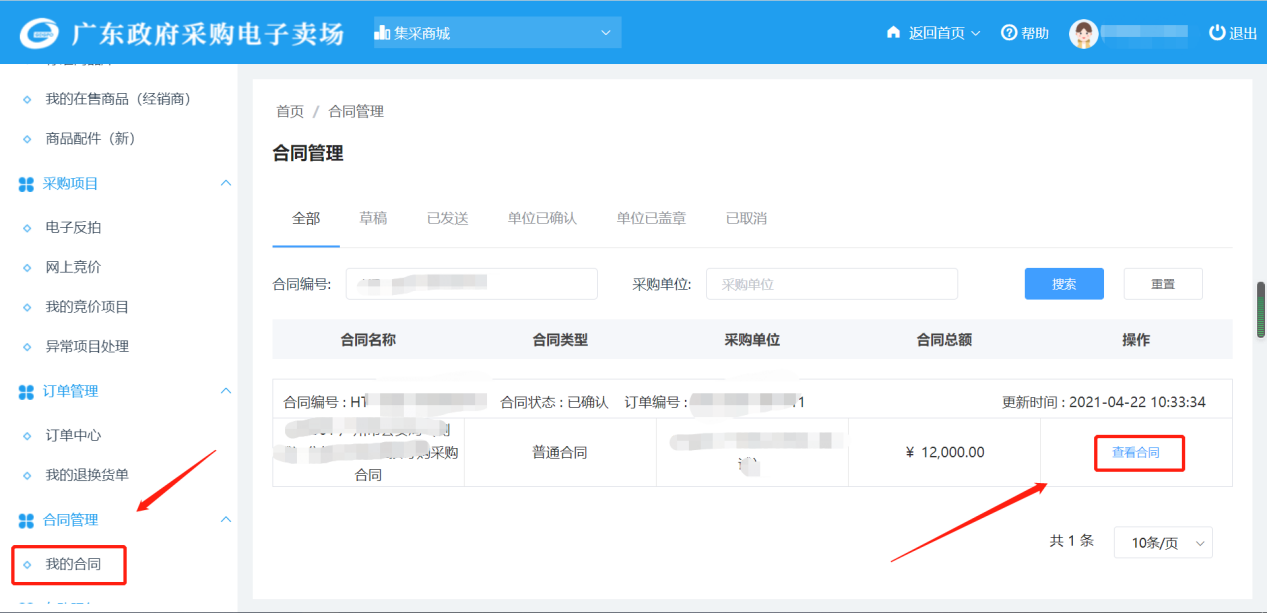 广东政府采购电子卖场
集采商城
返回首页
帮助
退出
我的在售商品（经销商）
商品配件（新）
采购项目
电子反拍
网上竞价
我的竞价项目
异常项目处理
订单管理
订单中心
我的退换货单
合同管理
我的合同
首页 / 合同管理
合同管理
全部 草稿 已发送 单位已确认 单位已盖章 已取消
合同编号: 采购单位: 采购单位 搜索 重置
合同名称 合同类型 采购单位 合同总额 操作
合同编号 : HT 合同状态 : 已确认 订单编号 : 1 更新时间 : 2021-04-22 10:33:34
购采购
合同
普通合同
¥ 12,000.00
查看合同
共 1 条 10条/页